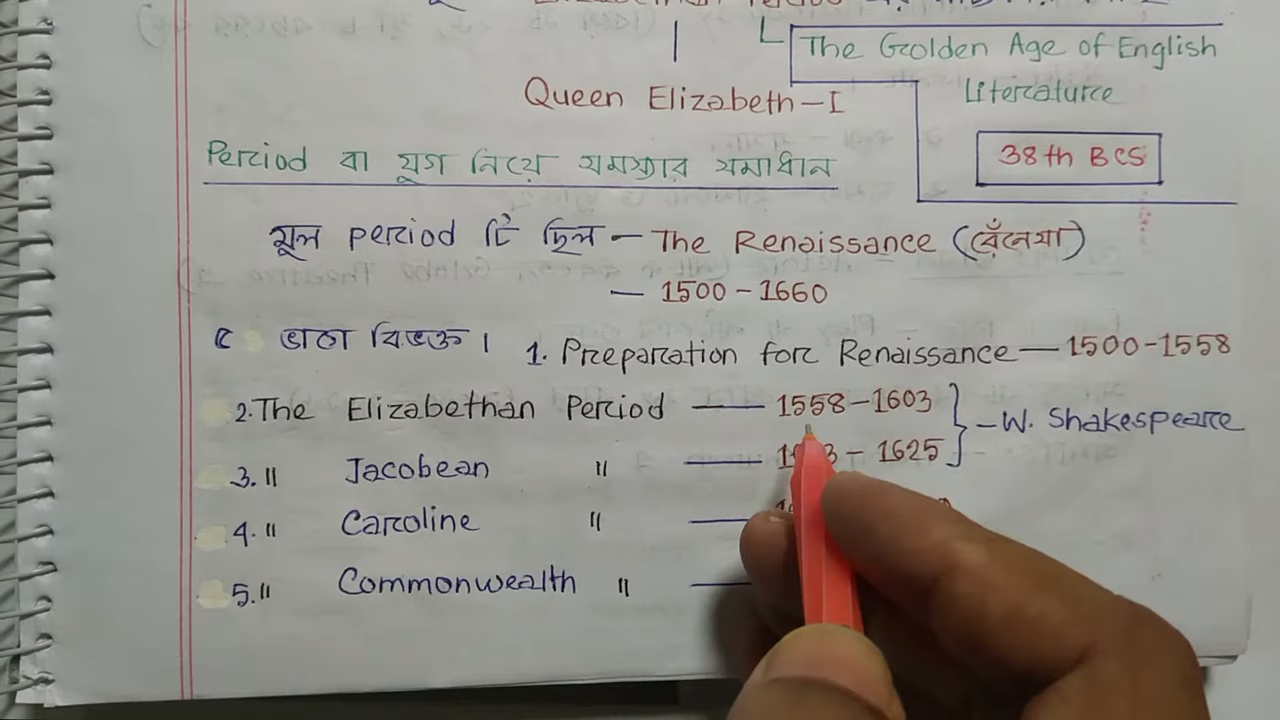 Queen Elizabeth-I
The Golden Age of English
Literature
38th BCS
Period বা যুগ নিয়ে সমস্যার সমাধান
মূল period টি ছিল - The Renaissance (রেঁনেসা)
- 1500-1660
৫ ভাগে বিভক্ত।
1. Preparation for Renaissance - 1500-1558
2. The Elizabethan Period - 1558-1603
- W. Shakespeare
3. " Jacobean " - 1625
4. " Caroline " -
5. " Commonwealth " -